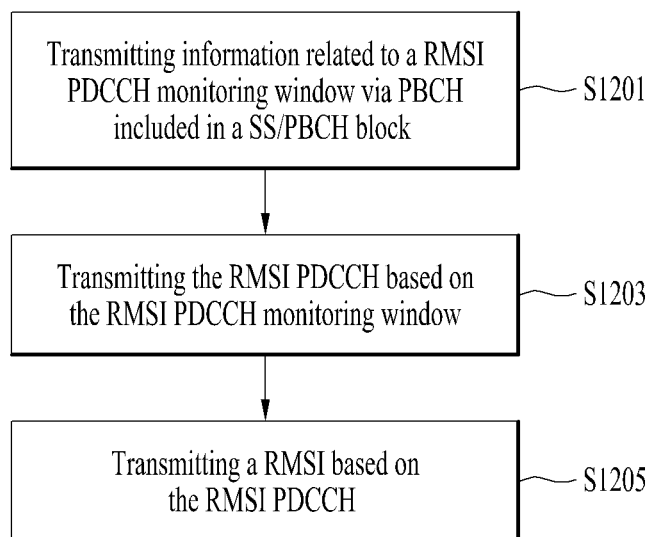 Transmitting information related to a RMSI
PDCCH monitoring window via PBCH
included in a SS/PBCH block
S1201
Transmitting the RMSI PDCCH based on
the RMSI PDCCH monitoring window
S1203
Transmitting a RMSI based on
the RMSI PDCCH
S1205